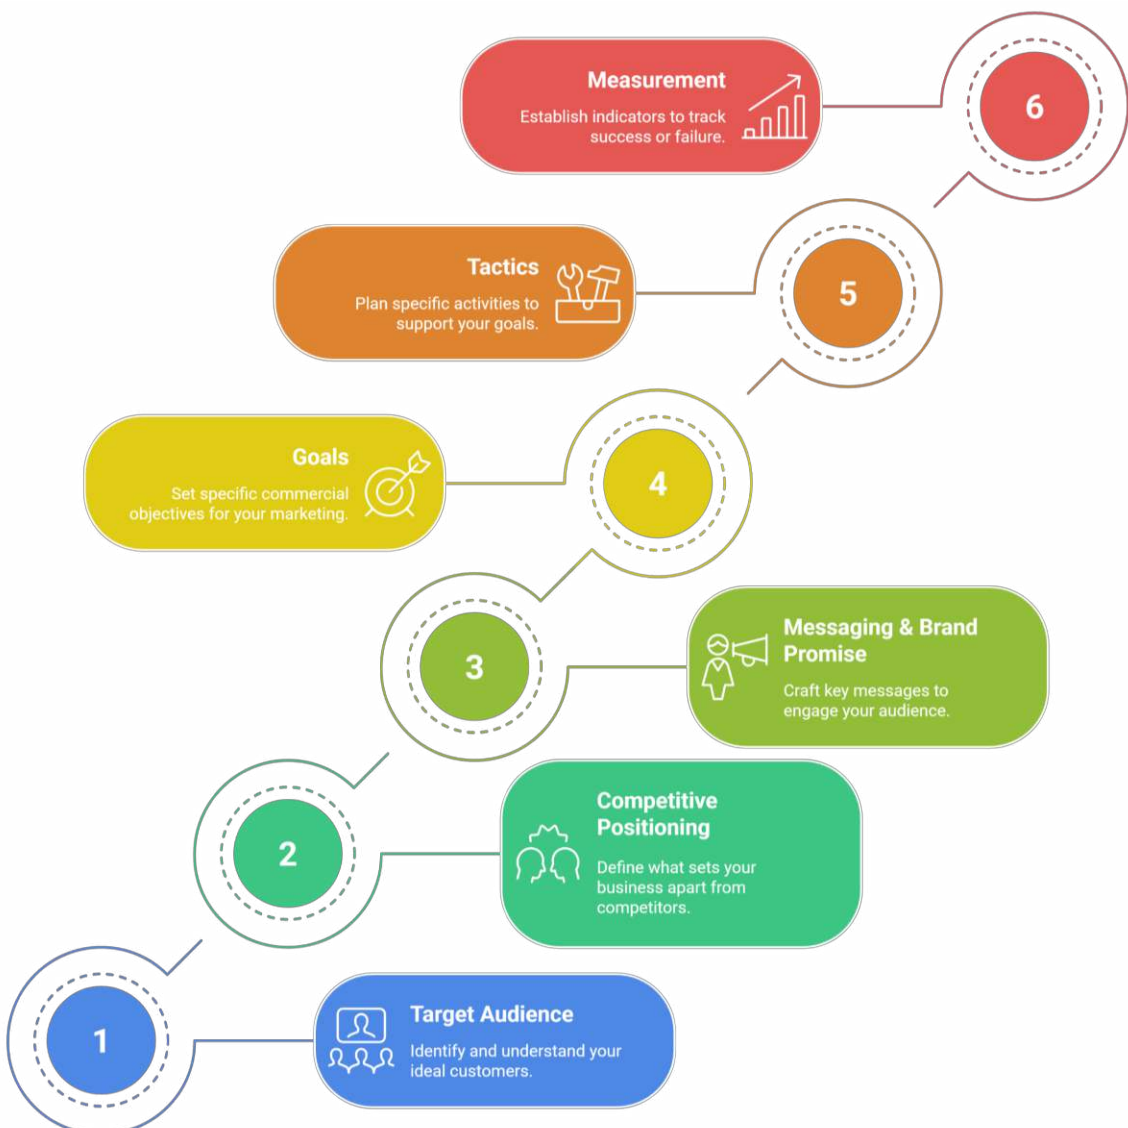 Measurement
Establish indicators to track
success or failure.
6
Tactics
Plan specific activities to
support your goals.
5
Goals
Set specific commercial
objectives for your marketing.
4
3
Messaging & Brand
Promise
Craft key messages to
engage your audience.
2
Competitive
Positioning
Define what sets your
business apart from
competitors.
1
Target Audience
Identify and understand your
ideal customers.